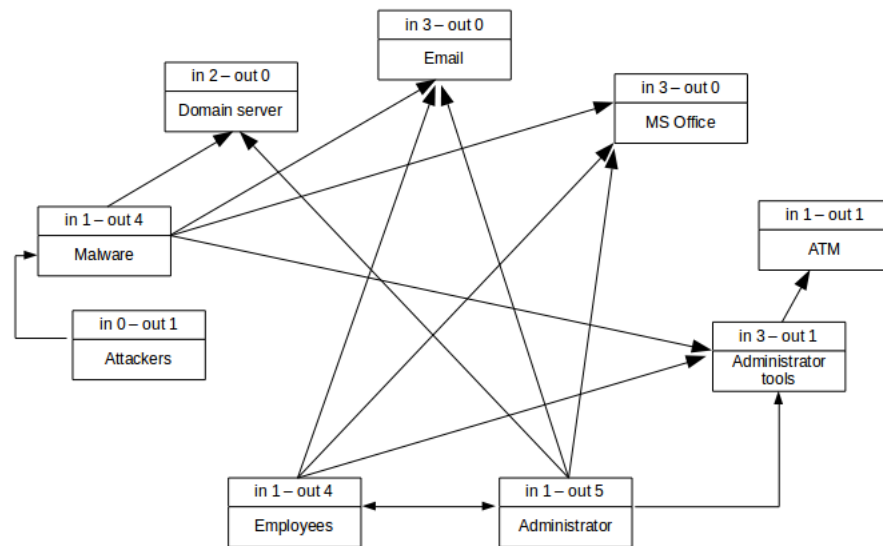 in 3 – out 0
Email
in 2 – out 0
Domain server
in 3 – out 0
MS Office
in 1 – out 4
Malware
in 1 – out 1
ATM
in 0 – out 1
Attackers
in 3 – out 1
Administrator
tools
in 1 – out 4
Employees
in 1 – out 5
Administrator